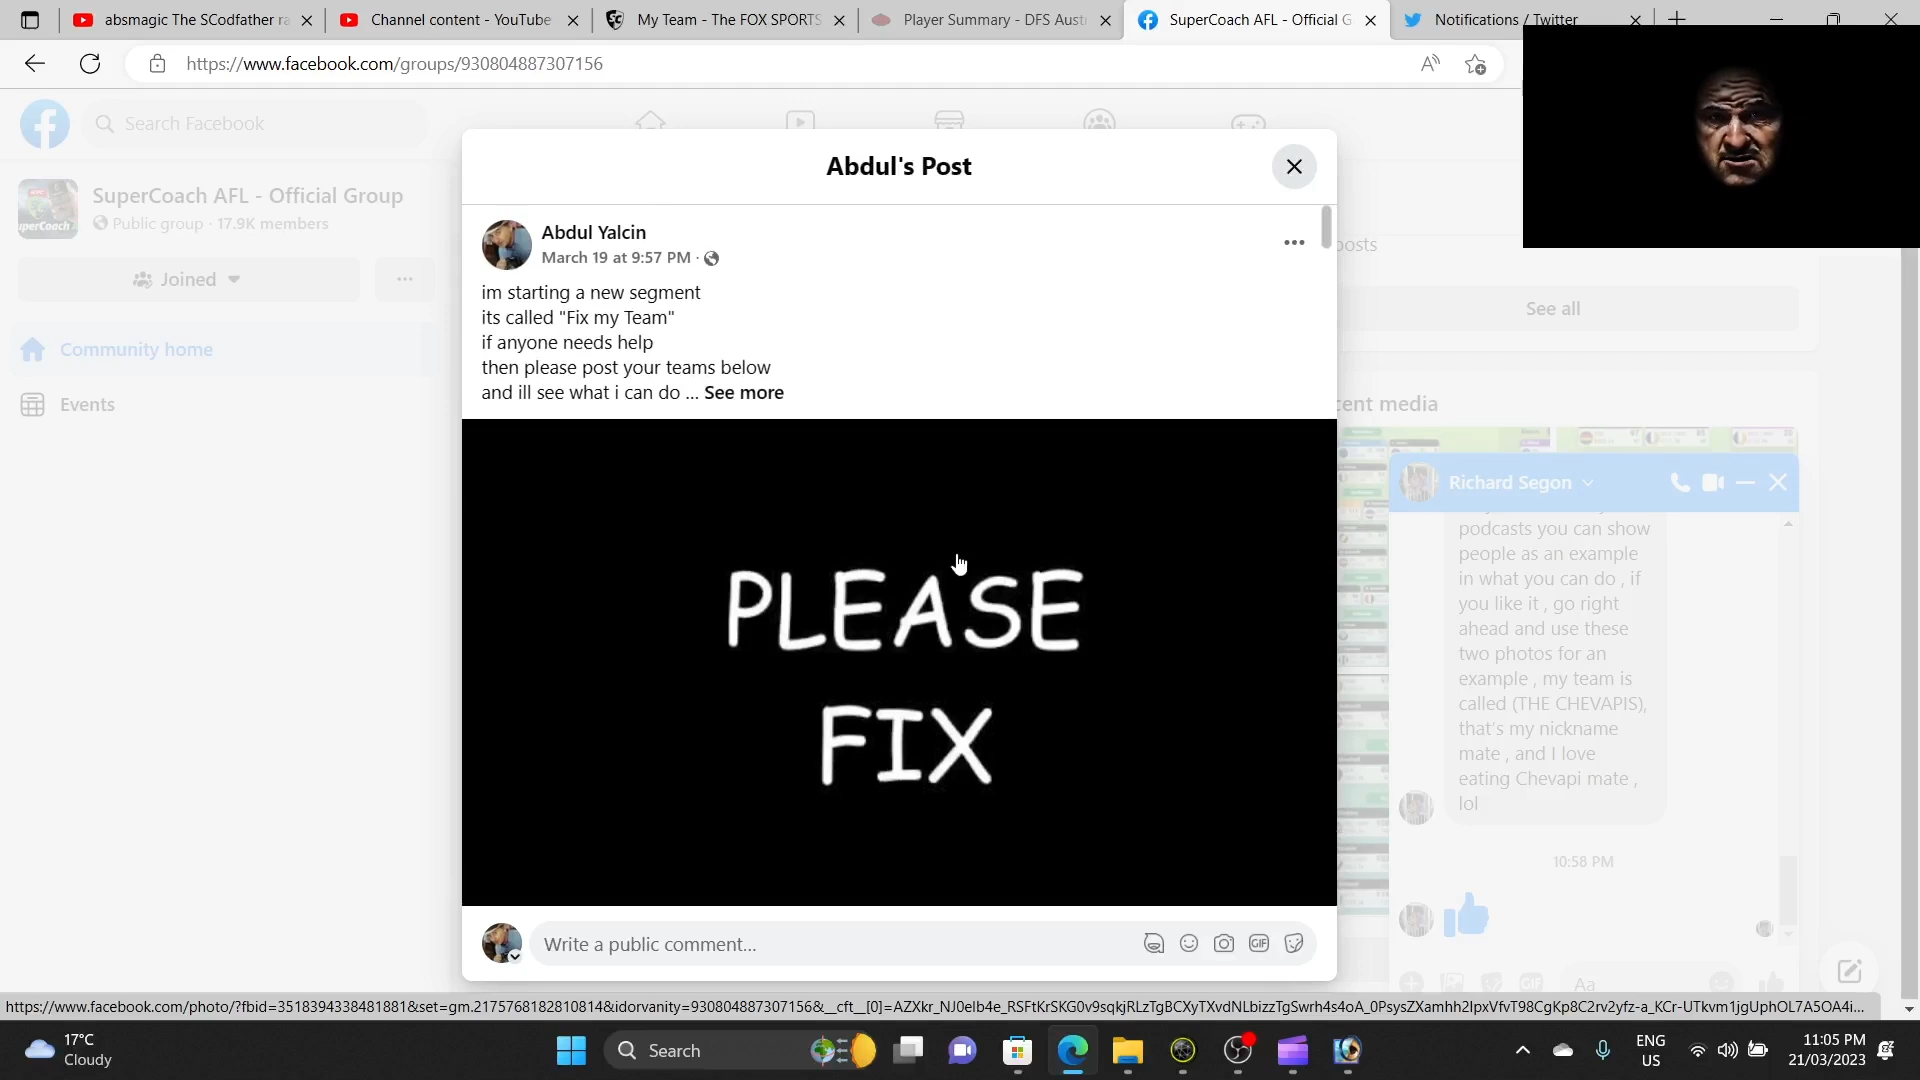 absmagic The SCodfather ra
Channel content - YouTube
My Team - The FOX SPORTS
Player Summary - DFS Aust
SuperCoach AFL - Official G
Notifications / Twitter
https://www.facebook.com/groups/930804887307156
Search Facebook
SuperCoach AFL - Official Group
Public group · 17.9K members
Joined
Community home
Events
Abdul's Post
Abdul Yalcin
March 19 at 9:57 PM ·
im starting a new segment
its called "Fix my Team"
if anyone needs help
then please post your teams below
and ill see what i can do ... See more
PLEASE
FIX
Write a public comment...
GIF
posts
See all
cent media
Richard Segon
podcasts you can show
people as an example
in what you can do , if
you like it , go right
ahead and use these
two photos for an
example , my team is
called (THE CHEVAPIS),
that's my nickname
mate , and I love
eating Chevapi mate ,
lol
10:58 PM
Aa
17°C
Cloudy
Search
ENG
US
11:05 PM
21/03/2023